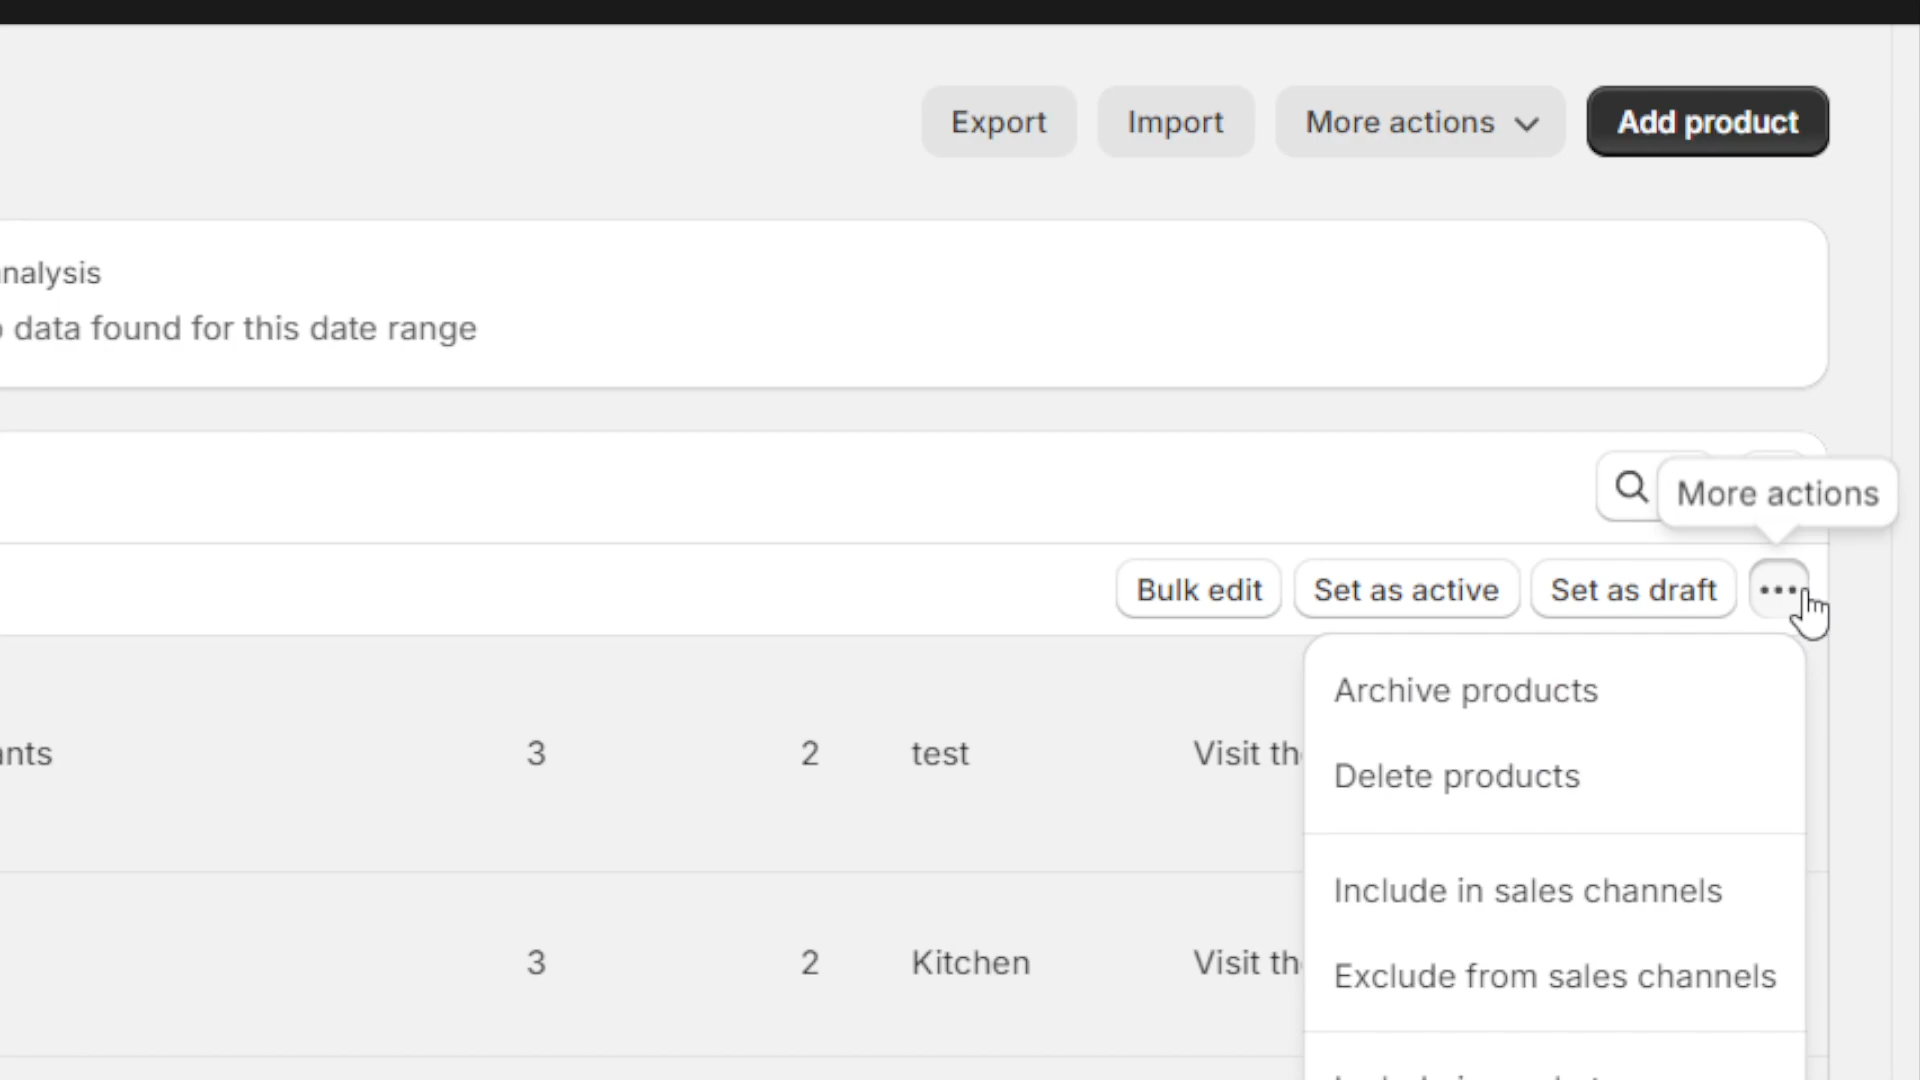 Export Import More actions Add product
nalysis
data found for this date range
More actions
Bulk edit Set as active Set as draft
Archive products
nts 3 2 test Visit th
Delete products
Include in sales channels
3 2 Kitchen Visit th
Exclude from sales channels